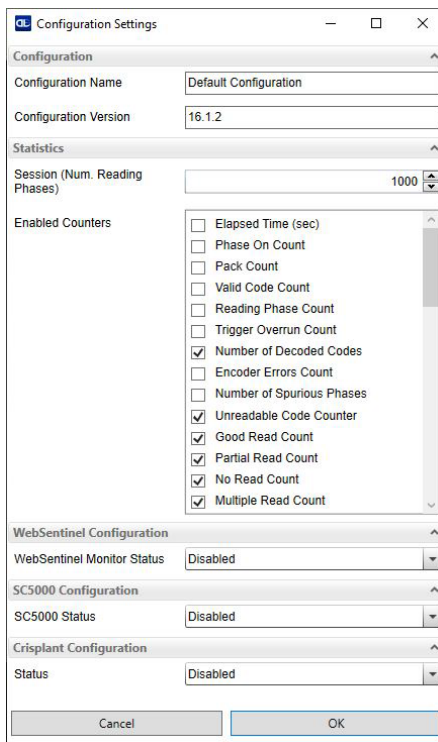 Configuration Settings
Configuration
Configuration Name
Default Configuration
Configuration Version
16.1.2
Statistics
Session (Num. Reading
Phases)
1000
Enabled Counters
Elapsed Time (sec)
Phase On Count
Pack Count
Valid Code Count
Reading Phase Count
Trigger Overrun Count
Number of Decoded Codes
Encoder Errors Count
Number of Spurious Phases
Unreadable Code Counter
Good Read Count
Partial Read Count
No Read Count
Multiple Read Count
WebSentinel Configuration
WebSentinel Monitor Status
Disabled
SC5000 Configuration
SC5000 Status
Disabled
Crisplant Configuration
Status
Disabled
Cancel
OK